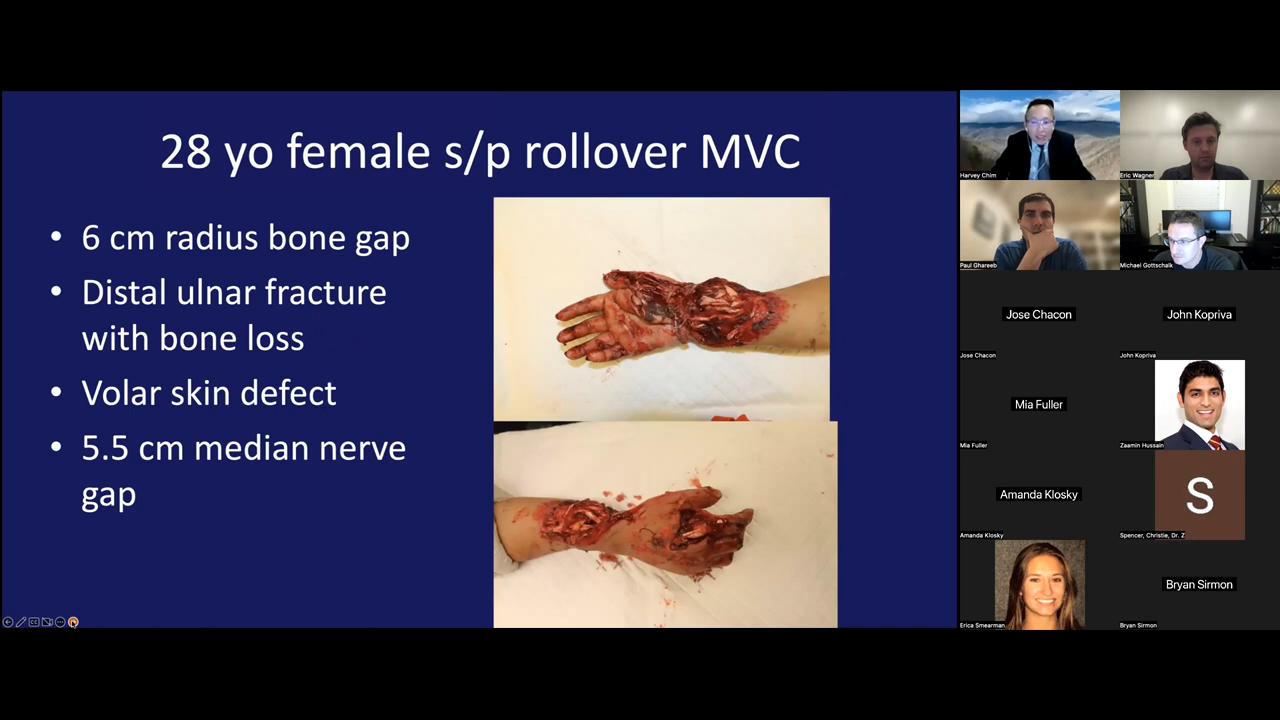 28 yo female s/p rollover MVC
• 6 cm radius bone gap
• Distal ulnar fracture
with bone loss
• Volar skin defect
• 5.5 cm median nerve
gap
Harvey Chim
Eric Wagner
Paul Ghareeb
Michael Gottschalk
Jose Chacon
Jose Chacon
John Kopriva
John Kopriva
Mia Fuller
Mia Fuller
Zaamin Hussain
Amanda Klosky
Amanda Klosky
S
Spencer, Christie, Dr. Z
Erica Smearman
Bryan Sirmon
Bryan Sirmon